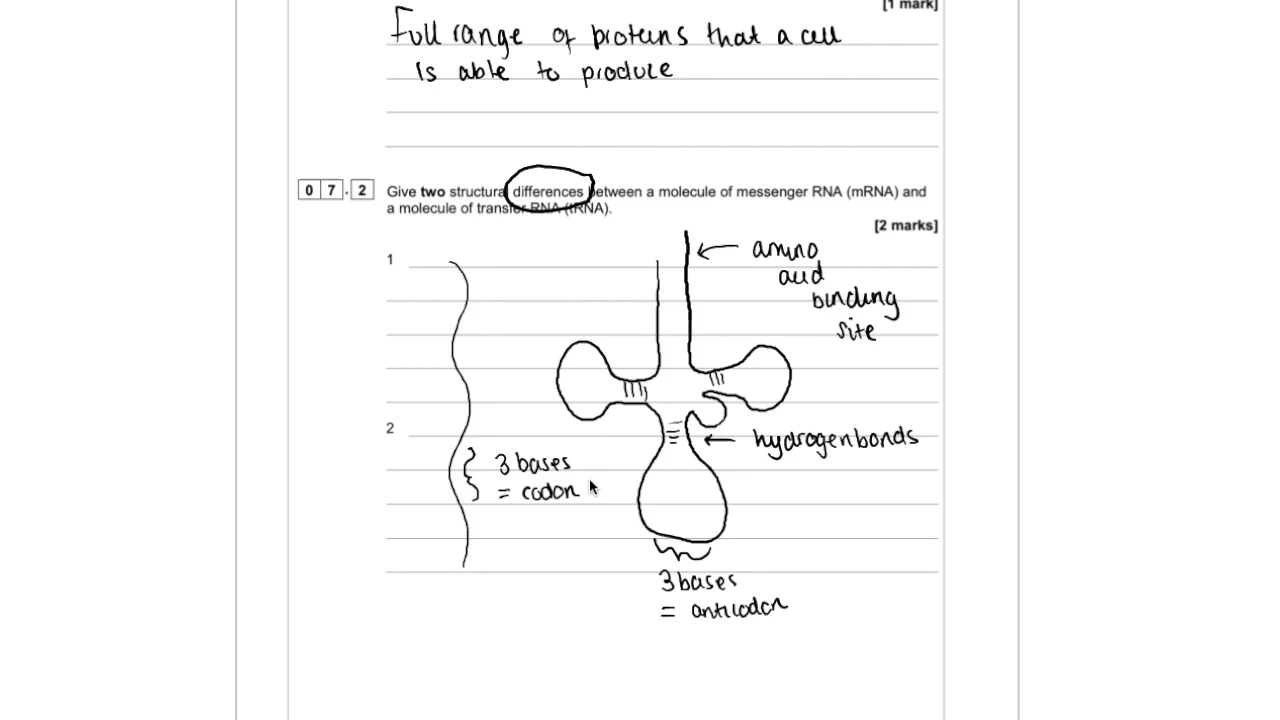 [1 mark]
Full range of proteins that a cell
is able to produce
0 7 . 2 Give two structural differences between a molecule of messenger RNA (mRNA) and
a molecule of transfer RNA (tRNA).
[2 marks]
1
amino
acid
binding
site
2
hydrogen bonds
3 bases
= codon
3 bases
= anticodon